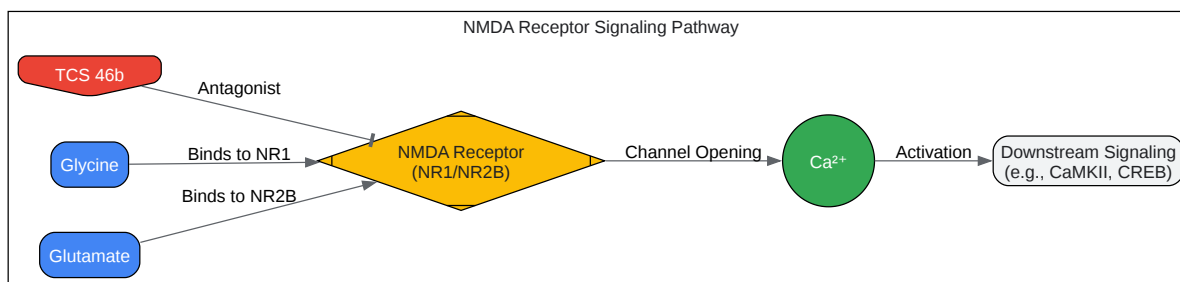 NMDA Receptor Signaling Pathway
TCS 46b
Antagonist
Glycine
Binds to NR1
NMDA Receptor
(NR1/NR2B)
Channel Opening
Ca²⁺
Activation
Downstream Signaling
(e.g., CaMKII, CREB)
Binds to NR2B
Glutamate